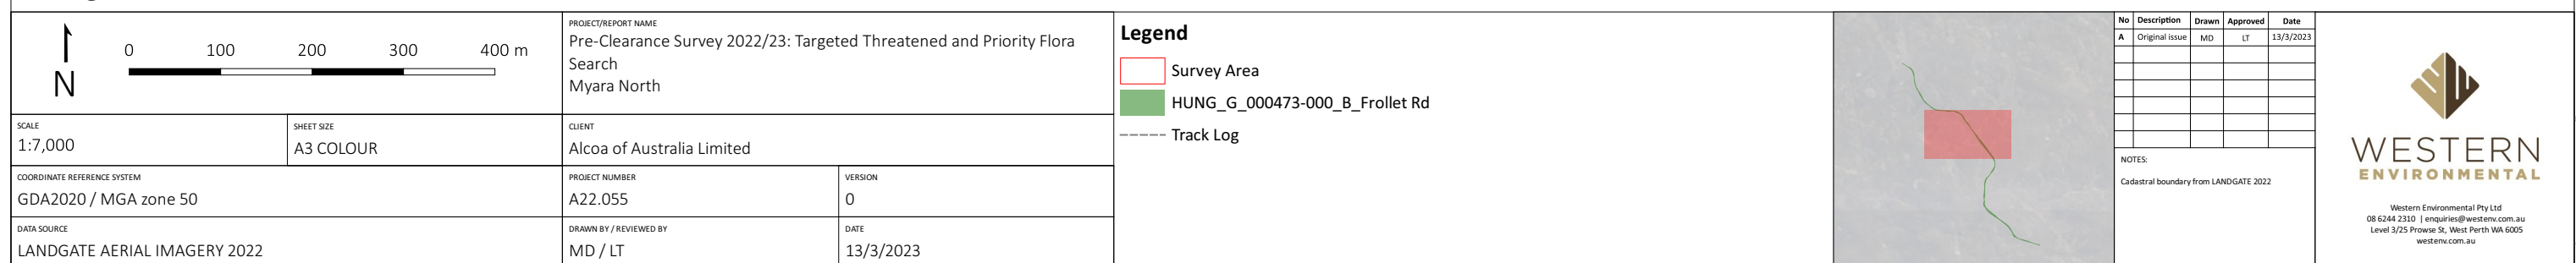 N
0 100 200 300 400 m
SCALE
1:7,000
SHEET SIZE
A3 COLOUR
COORDINATE REFERENCE SYSTEM
GDA2020 / MGA zone 50
DATA SOURCE
LANDGATE AERIAL IMAGERY 2022
PROJECT/REPORT NAME
Pre-Clearance Survey 2022/23: Targeted Threatened and Priority Flora
Search
Myara North
CLIENT
Alcoa of Australia Limited
PROJECT NUMBER
A22.055
VERSION
0
DRAWN BY / REVIEWED BY
MD / LT
DATE
13/3/2023
Legend
Survey Area
HUNG_G_000473-000_B_Frollet Rd
Track Log
No Description Drawn Approved Date
A Original issue MD LT 13/3/2023
NOTES:
Cadastral boundary from LANDGATE 2022
WESTERN
ENVIRONMENTAL
Western Environmental Pty Ltd
08 6244 2310 | enquiries@westenv.com.au
Level 3/25 Prowse St, West Perth WA 6005
westenv.com.au